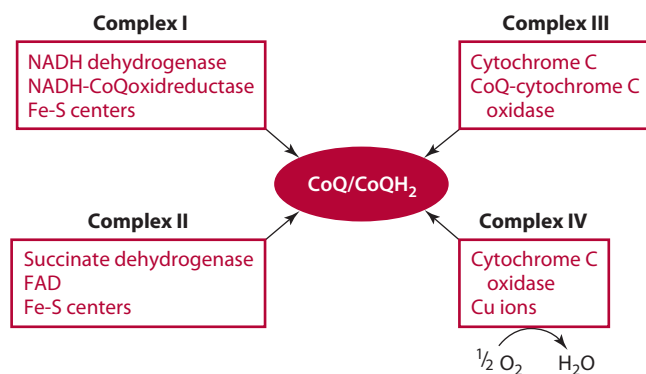 Complex I
NADH dehydrogenase
NADH-CoQoxidreductase
Fe-S centers
Complex III
Cytochrome C
CoQ-cytochrome C
oxidase
CoQ/CoQH₂
Complex II
Succinate dehydrogenase
FAD
Fe-S centers
Complex IV
Cytochrome C
oxidase
Cu ions
½ O₂ H₂O